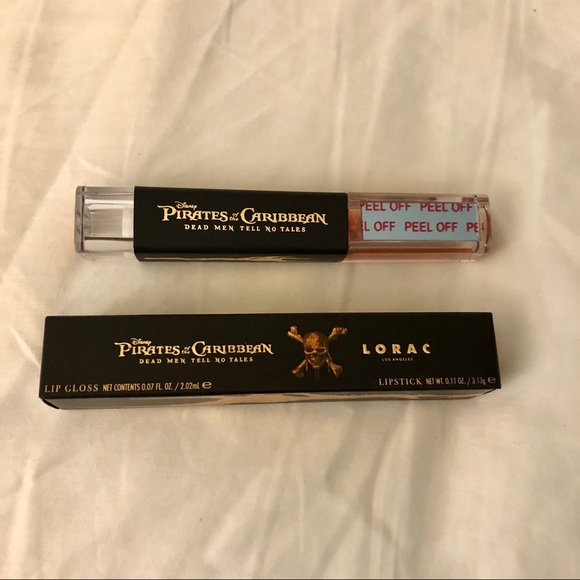 Disney
PIRATES of the CARIBBEAN
DEAD MEN TELL NO TALES
PEEL OFF PEEL OFF
L OFF PEEL OFF PE
Disney
PIRATES of the CARIBBEAN
DEAD MEN TELL NO TALES
LORAC
LOS ANGELES
LIP GLOSS NET CONTENTS 0.07 FL. OZ. / 2.02mL e
LIPSTICK NET WT. 0.11 OZ. / 3.13g e